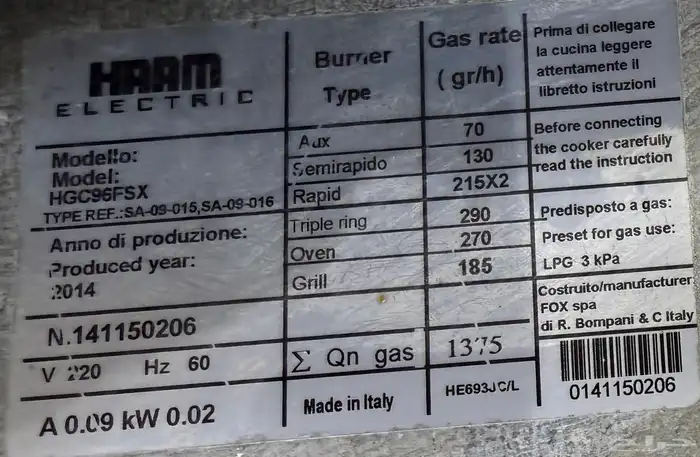 HAAM
ELECTRIC
Modello:
Model:
HGC96FSX
TYPE REF.:SA-09-015,SA-09-016
Anno di produzione:
Produced year:
2014
N.141150206
V 220 Hz 60
A 0.09 kW 0.02
Burner
Type
Gas rate
( gr/h)
Aux 70
Semirapido 130
Rapid 215X2
Triple ring 290
Oven 270
Grill 185
Σ Qn gas 1375
Made in Italy
HE693JC/L
Prima di collegare
la cucina leggere
attentamente il
libretto istruzioni
Before connecting
the cooker carefully
read the instruction
Predisposto a gas:
Preset for gas use:
LPG 3 kPa
Costruito/manufacturer
FOX spa
di R. Bompani & C Italy
0141150206